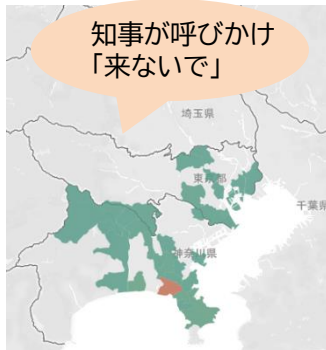 知事が呼びかけ
「来ないで」
埼玉県
東京都
千葉県
神奈川県